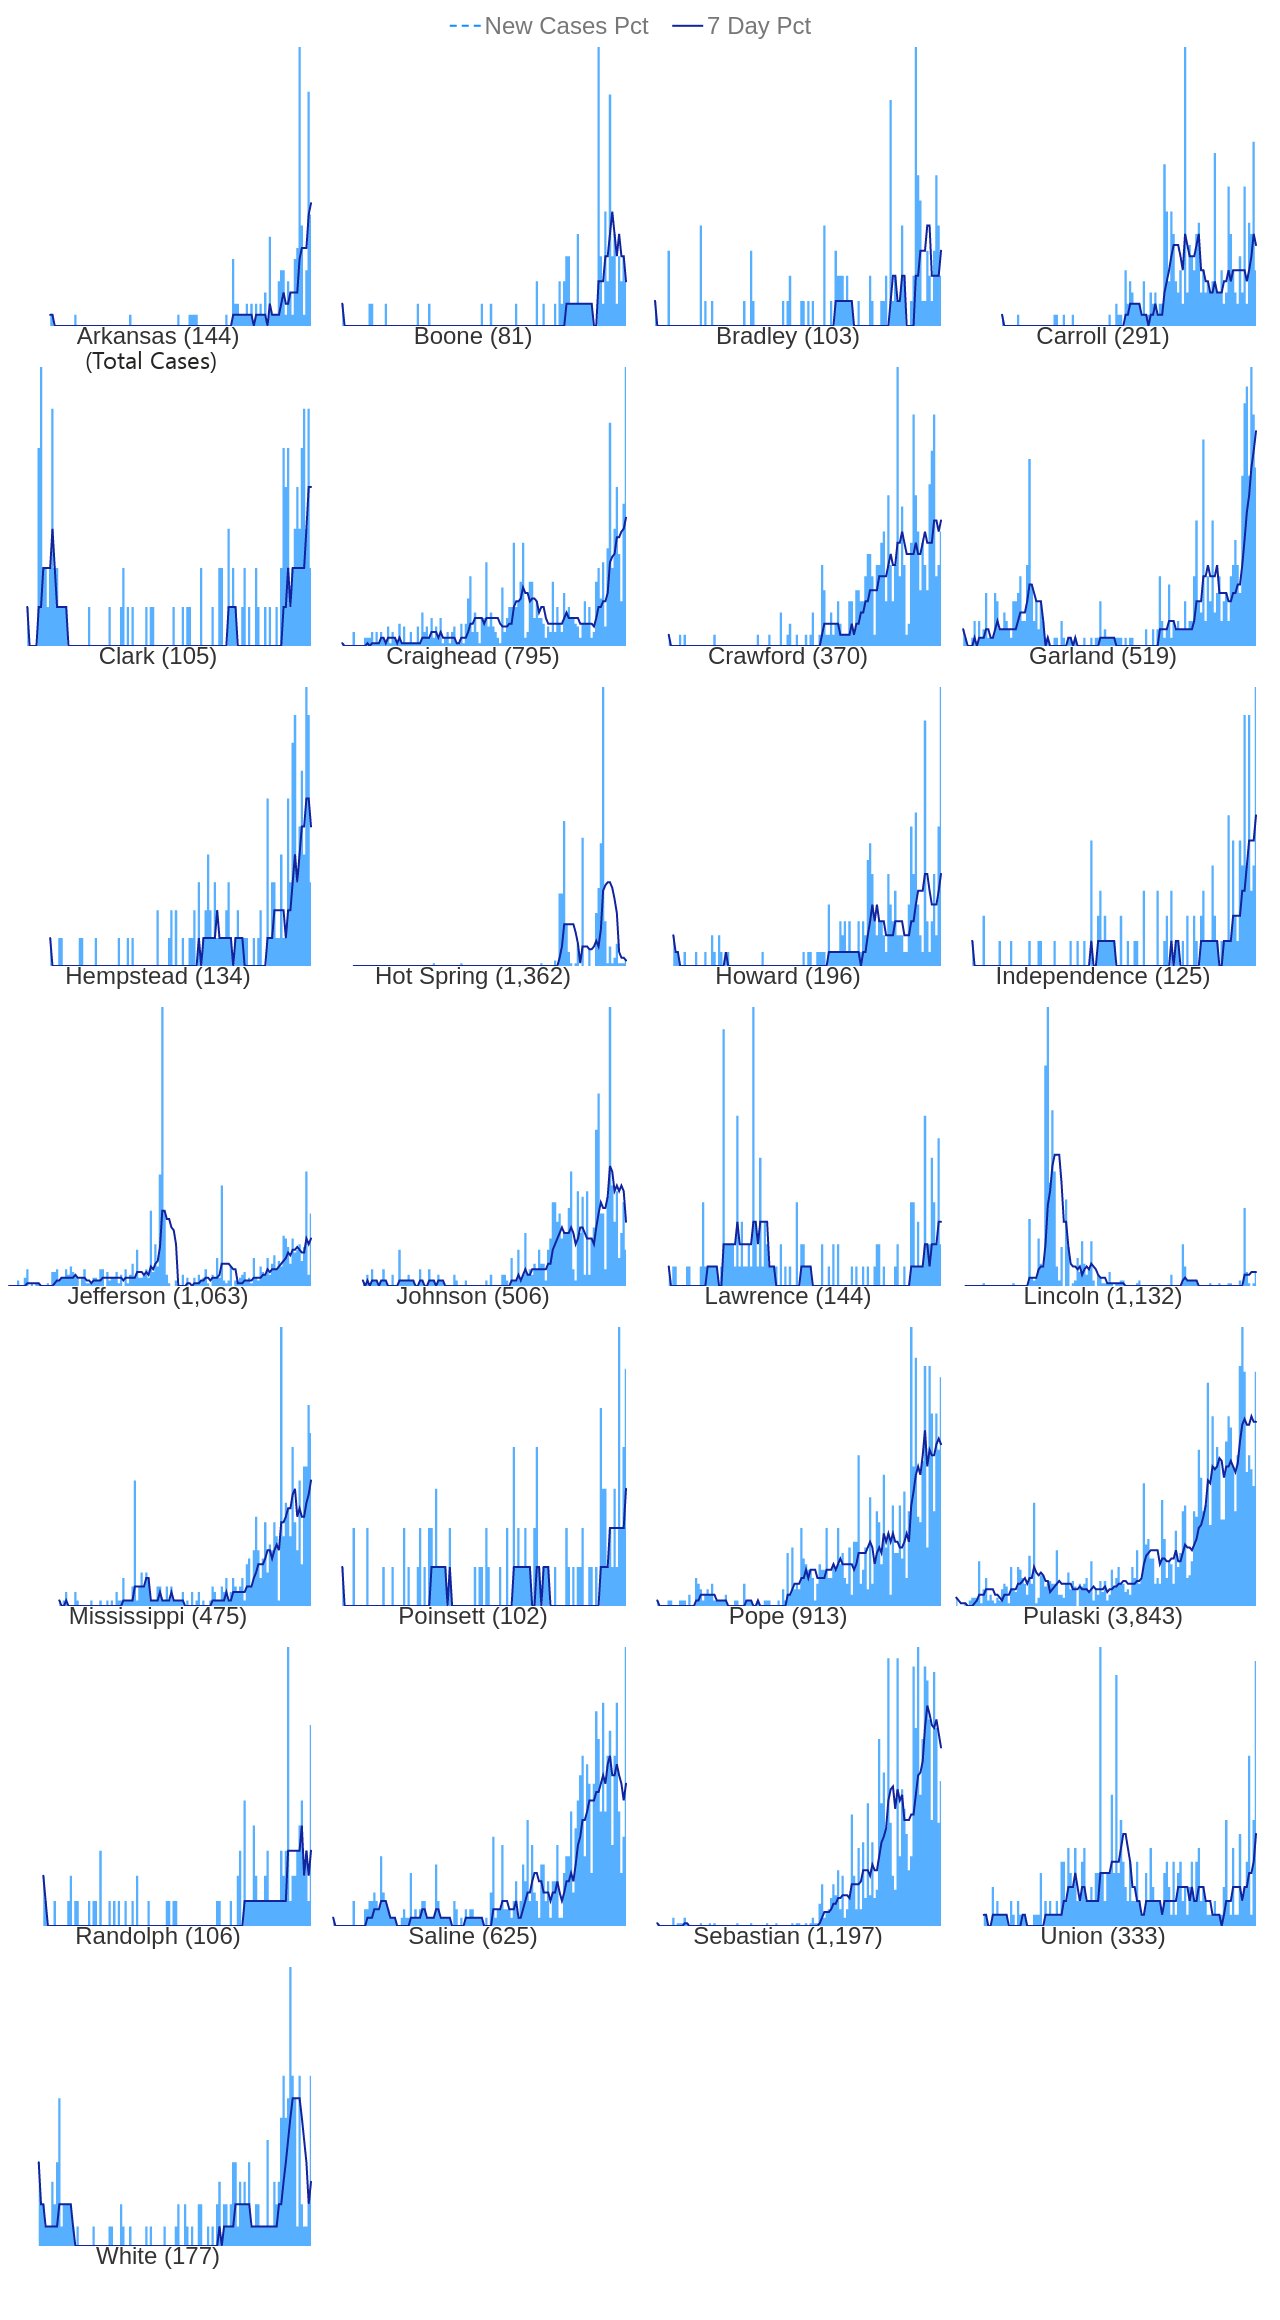 New Cases Pct 7 Day Pct
Arkansas (144) Boone (81) Bradley (103) Carroll (291)
(Total Cases)
Clark (105) Craighead (795) Crawford (370) Garland (519)
Hempstead (134) Hot Spring (1,362) Howard (196) Independence (125)
Jefferson (1,063) Johnson (506) Lawrence (144) Lincoln (1,132)
Mississippi (475) Poinsett (102) Pope (913) Pulaski (3,843)
Randolph (106) Saline (625) Sebastian (1,197) Union (333)
White (177)